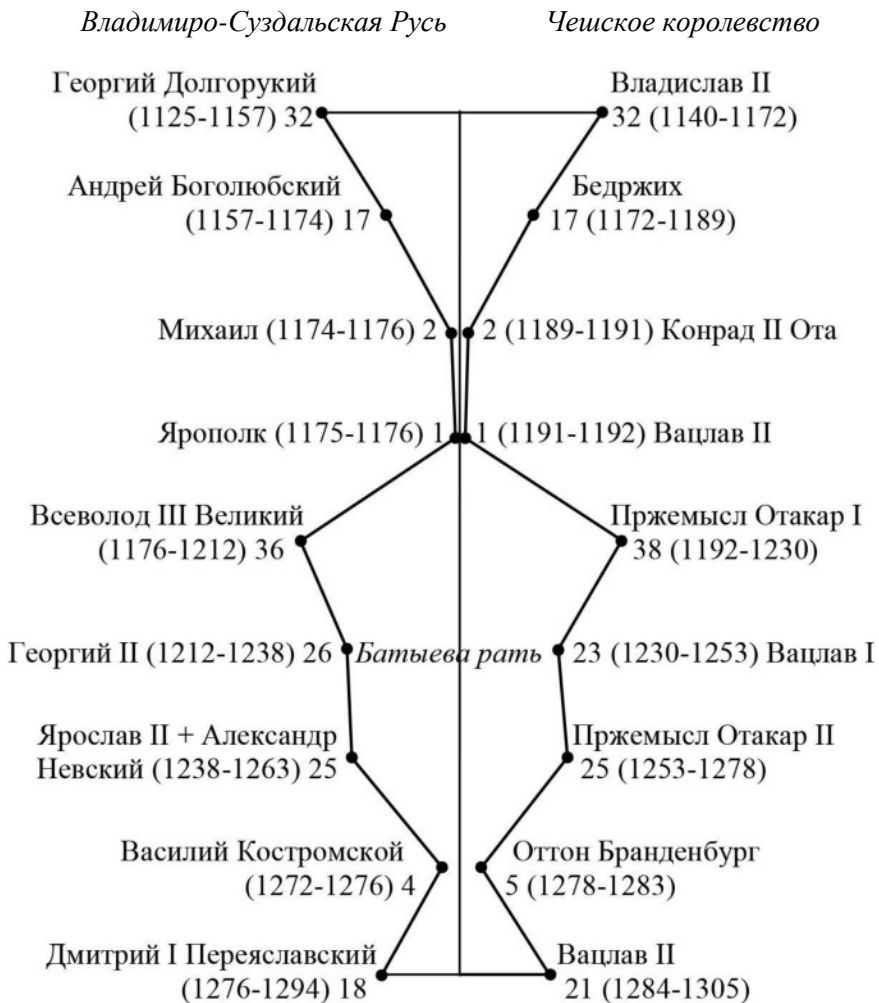 Владимиро-Суздальская Русь Чешское королевство
Георгий Долгорукий Владислав II
(1125-1157) 32 32 (1140-1172)
Андрей Боголюбский Бедржих
(1157-1174) 17 17 (1172-1189)
Михаил (1174-1176) 2 2 (1189-1191) Конрад II Ота
Ярополк (1175-1176) 1 1 (1191-1192) Вацлав II
Всеволод III Великий Пржемысл Отакар I
(1176-1212) 36 38 (1192-1230)
Георгий II (1212-1238) 26 Батыева рать 23 (1230-1253) Вацлав I
Ярослав II + Александр Пржемысл Отакар II
Невский (1238-1263) 25 25 (1253-1278)
Василий Костромской Оттон Бранденбург
(1272-1276) 4 5 (1278-1283)
Дмитрий I Переяславский Вацлав II
(1276-1294) 18 21 (1284-1305)